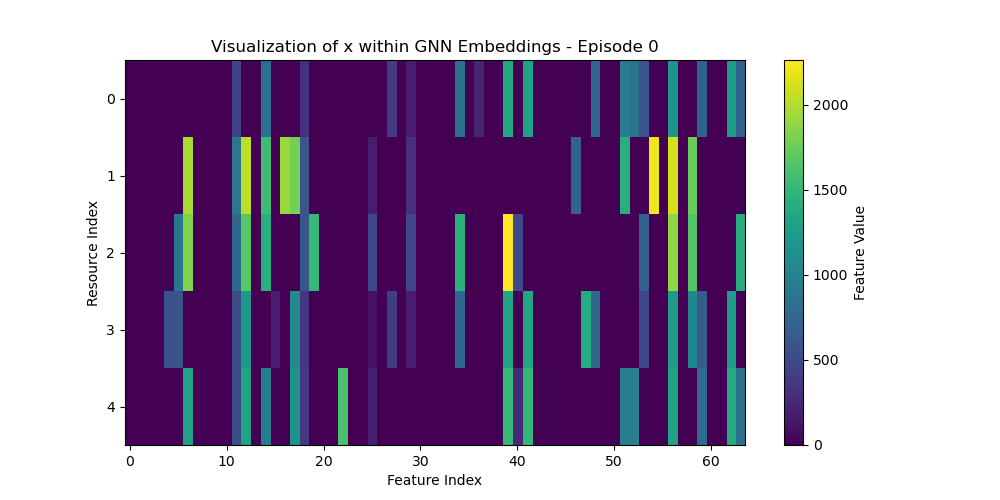 Visualization of x within GNN Embeddings - Episode 0
Resource Index
0
1
2
3
4
0 10 20 30 40 50 60
Feature Index
2000
1500
1000
500
0
Feature Value